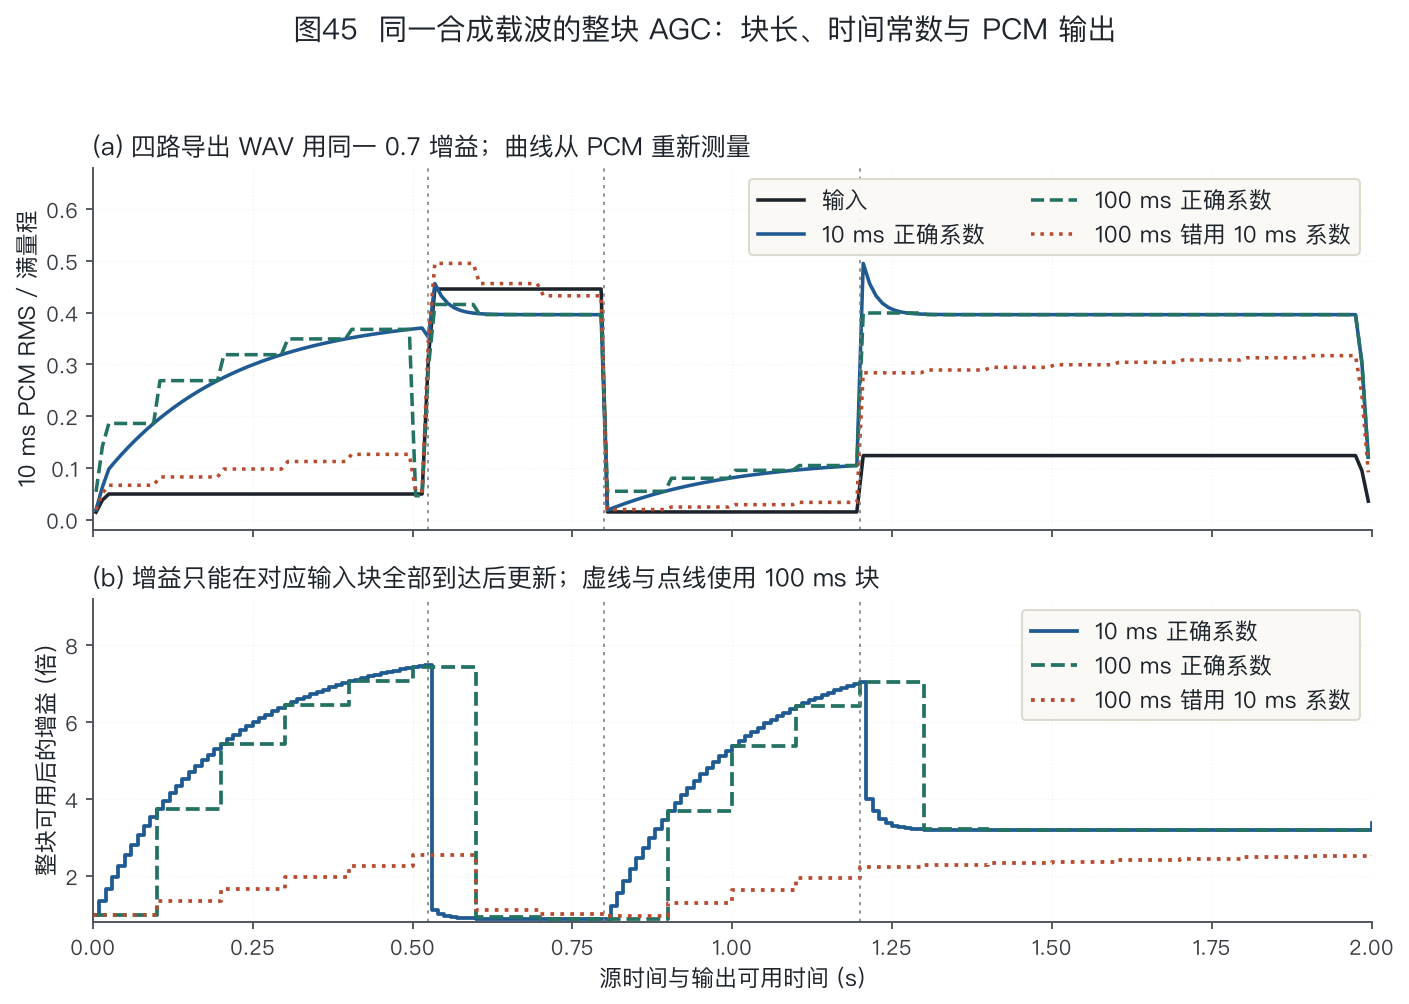 图45 同一合成载波的整块 AGC：块长、时间常数与 PCM 输出
(a) 四路导出 WAV 用同一 0.7 增益；曲线从 PCM 重新测量
10 ms PCM RMS / 满量程
0.6
0.5
0.4
0.3
0.2
0.1
0.0
输入
10 ms 正确系数
100 ms 正确系数
100 ms 错用 10 ms 系数
(b) 增益只能在对应输入块全部到达后更新；虚线与点线使用 100 ms 块
整块可用后的增益 (倍)
8
6
4
2
10 ms 正确系数
100 ms 正确系数
100 ms 错用 10 ms 系数
0.00 0.25 0.50 0.75 1.00 1.25 1.50 1.75 2.00
源时间与输出可用时间 (s)